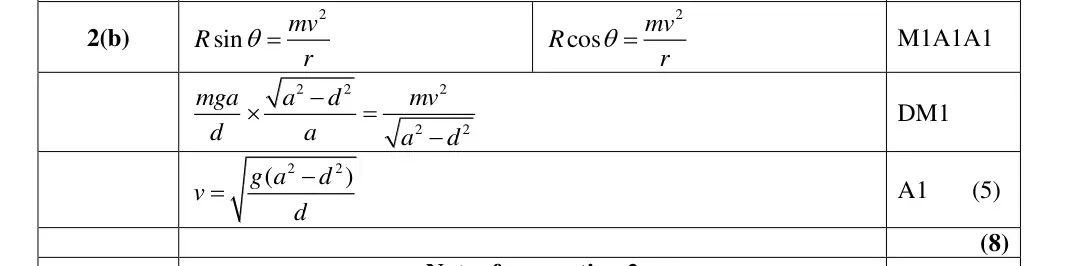 2(b) R sin θ = mv²/r R cos θ = mv²/r M1A1A1
mga/d × √(a² − d²)/a = mv²/√(a² − d²) DM1
v = √(g(a² − d²)/d) A1 (5)
(8)